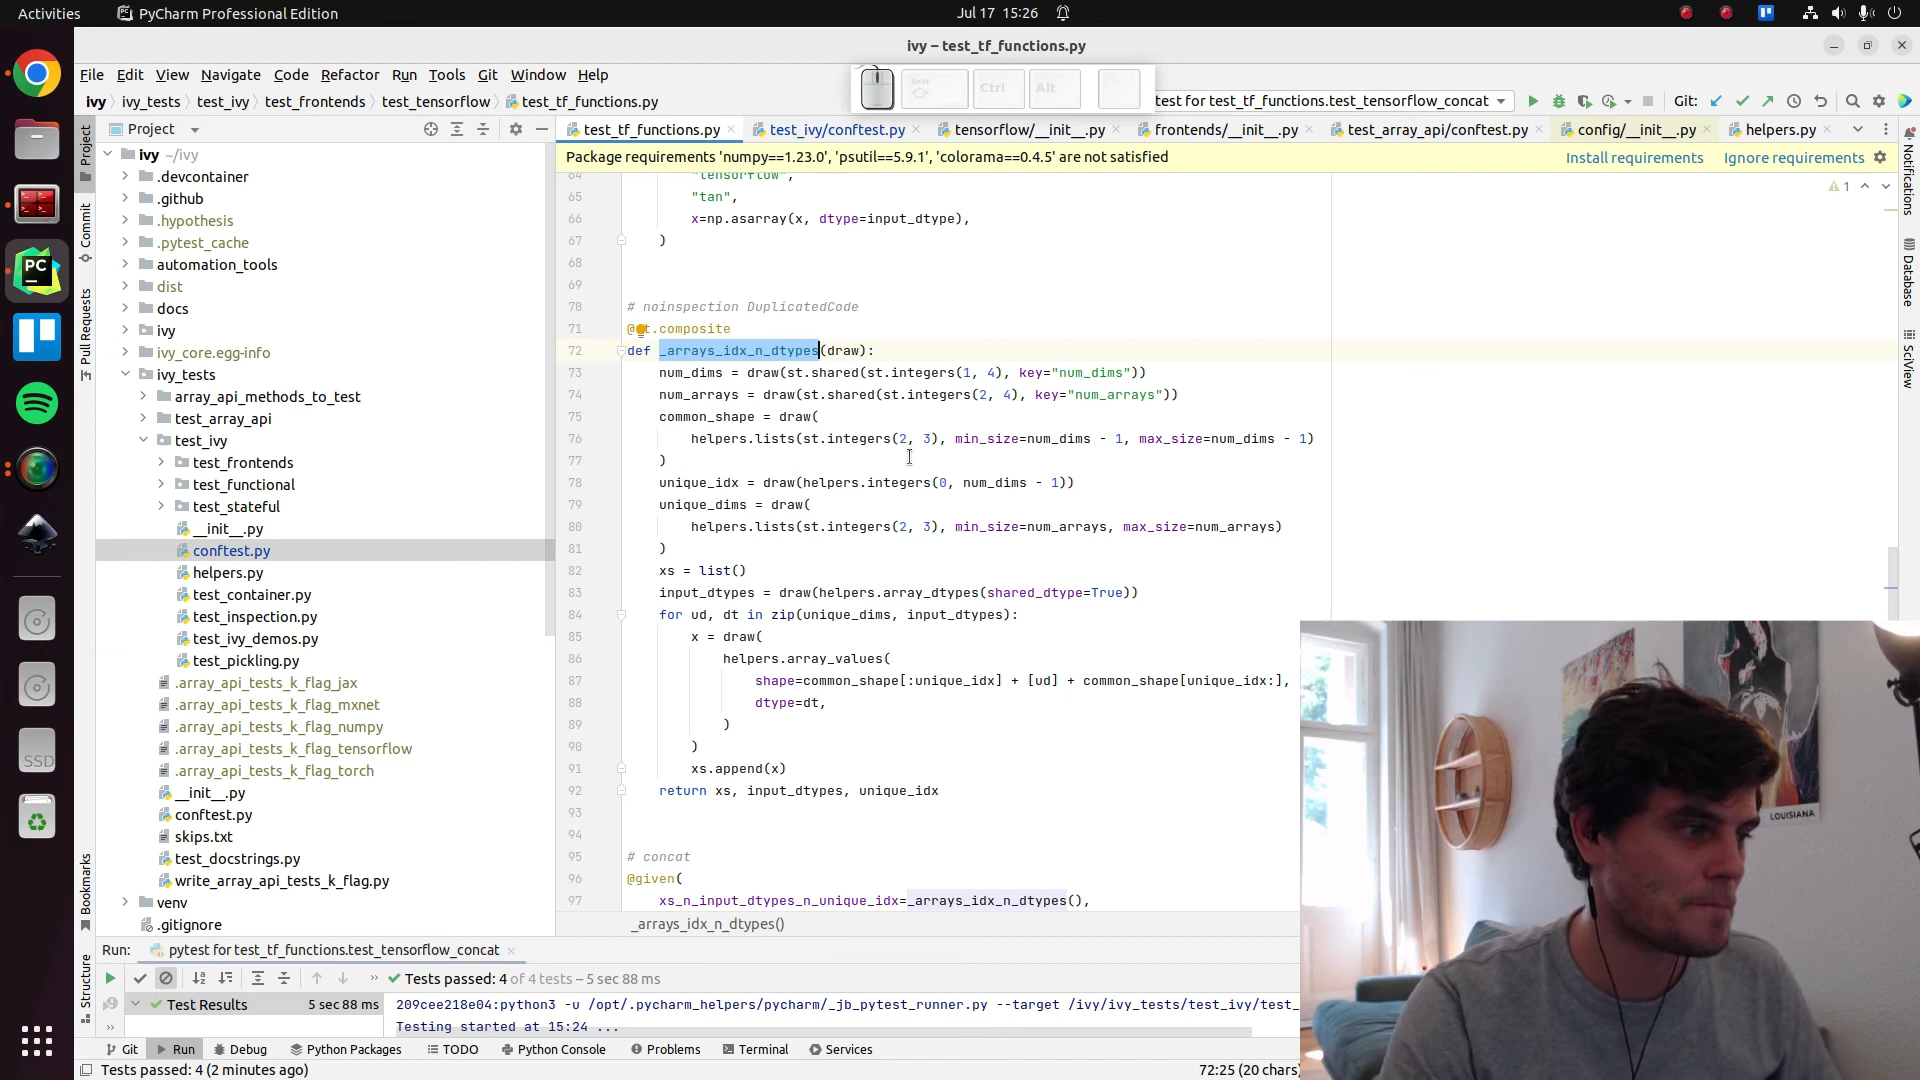 Activities
PyCharm Professional Edition
Jul 17 15:26
ivy – test_tf_functions.py
File Edit View Navigate Code Refactor Run Tools Git Window Help
Shift
Ctrl
Alt
ivy ivy_tests test_ivy test_frontends test_tensorflow test_tf_functions.py
test for test_tf_functions.test_tensorflow_concat
Git:
Project
test_tf_functions.py
test_ivy/conftest.py
tensorflow/__init__.py
frontends/__init__.py
test_array_api/conftest.py
config/__init__.py
helpers.py
Package requirements 'numpy==1.23.0', 'psutil==5.9.1', 'colorama==0.4.5' are not satisfied
Install requirements
Ignore requirements
1
Project
Commit
Pull Requests
Bookmarks
Structure
Notifications
Database
SciView
ivy ~/ivy
.devcontainer
.github
.hypothesis
.pytest_cache
automation_tools
dist
docs
ivy
ivy_core.egg-info
ivy_tests
array_api_methods_to_test
test_array_api
test_ivy
test_frontends
test_functional
test_stateful
__init__.py
conftest.py
helpers.py
test_container.py
test_inspection.py
test_ivy_demos.py
test_pickling.py
.array_api_tests_k_flag_jax
.array_api_tests_k_flag_mxnet
.array_api_tests_k_flag_numpy
.array_api_tests_k_flag_tensorflow
.array_api_tests_k_flag_torch
__init__.py
conftest.py
skips.txt
test_docstrings.py
write_array_api_tests_k_flag.py
venv
.gitignore
64 "tensorflow",
65 "tan",
66 x=np.asarray(x, dtype=input_dtype),
67 )
68
69
70 # noinspection DuplicatedCode
71 @st.composite
72 def _arrays_idx_n_dtypes(draw):
73 num_dims = draw(st.shared(st.integers(1, 4), key="num_dims"))
74 num_arrays = draw(st.shared(st.integers(2, 4), key="num_arrays"))
75 common_shape = draw(
76 helpers.lists(st.integers(2, 3), min_size=num_dims - 1, max_size=num_dims - 1)
77 )
78 unique_idx = draw(helpers.integers(0, num_dims - 1))
79 unique_dims = draw(
80 helpers.lists(st.integers(2, 3), min_size=num_arrays, max_size=num_arrays)
81 )
82 xs = list()
83 input_dtypes = draw(helpers.array_dtypes(shared_dtype=True))
84 for ud, dt in zip(unique_dims, input_dtypes):
85 x = draw(
86 helpers.array_values(
87 shape=common_shape[:unique_idx] + [ud] + common_shape[unique_idx:],
88 dtype=dt,
89 )
90 )
91 xs.append(x)
92 return xs, input_dtypes, unique_idx
93
94
95 # concat
96 @given(
97 xs_n_input_dtypes_n_unique_idx=_arrays_idx_n_dtypes(),
_arrays_idx_n_dtypes()
LOUISIANA
Run: pytest for test_tf_functions.test_tensorflow_concat
Tests passed: 4 of 4 tests – 5 sec 88 ms
Test Results 5 sec 88 ms
209cee218e04:python3 -u /opt/.pycharm_helpers/pycharm/_jb_pytest_runner.py --target /ivy/ivy_tests/test_ivy/test_
Testing started at 15:24 ...
Git Run Debug Python Packages TODO Python Console Problems Terminal Services
Tests passed: 4 (2 minutes ago)
72:25 (20 chars)
PC
SSD